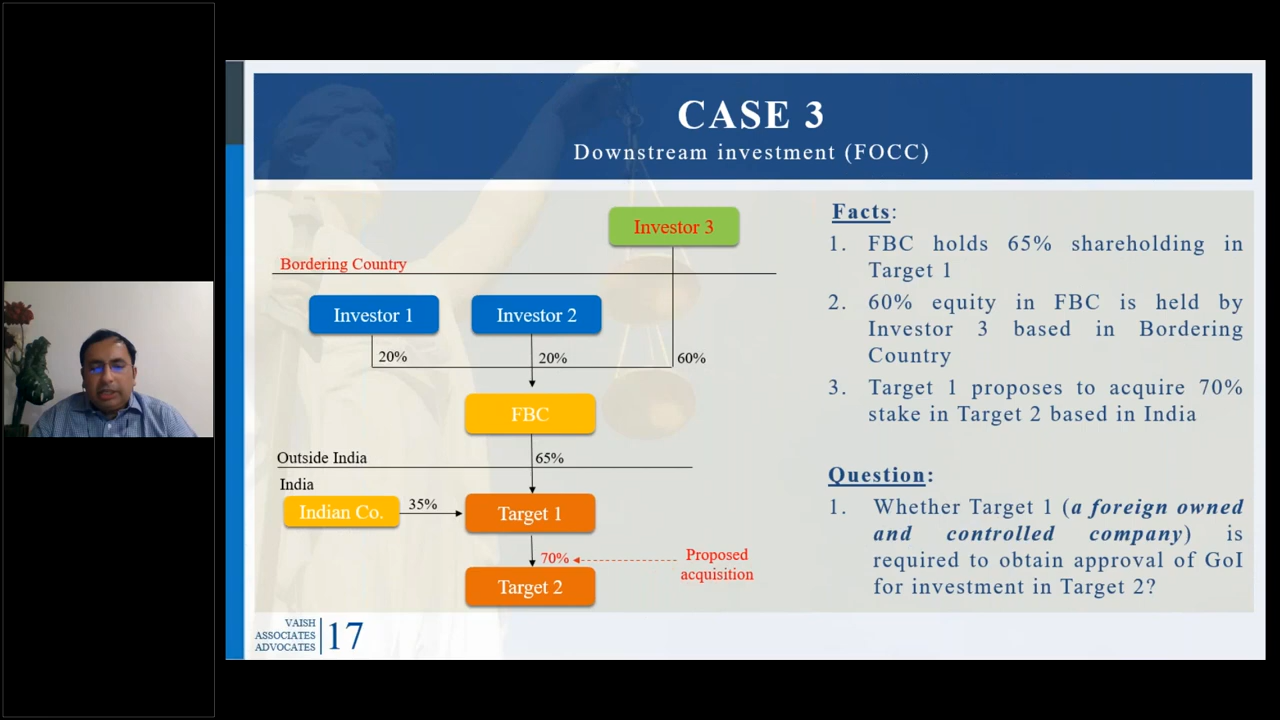 CASE 3
Downstream investment (FOCC)
Investor 3
Bordering Country
Investor 1
Investor 2
20%
20%
60%
FBC
Outside India
65%
India
Indian Co.
35%
Target 1
70%
Proposed
acquisition
Target 2
Facts:
1. FBC holds 65% shareholding in
Target 1
2. 60% equity in FBC is held by
Investor 3 based in Bordering
Country
3. Target 1 proposes to acquire 70%
stake in Target 2 based in India
Question:
1. Whether Target 1 (a foreign owned
and controlled company) is
required to obtain approval of GoI
for investment in Target 2?
VAISH
ASSOCIATES
ADVOCATES
17